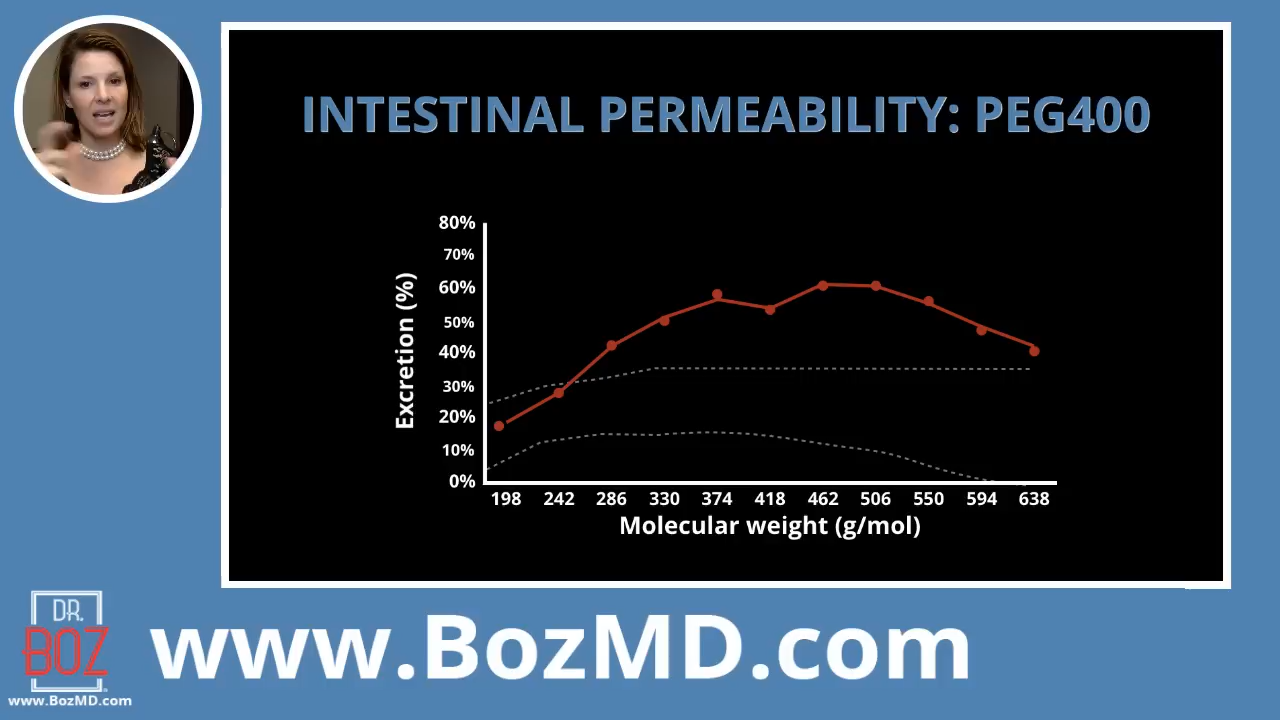 INTESTINAL PERMEABILITY: PEG400
80%
70%
60%
50%
40%
30%
20%
10%
0%
Excretion (%)
198 242 286 330 374 418 462 506 550 594 638
Molecular weight (g/mol)
DR.
BOZ
www.BozMD.com
www.BozMD.com